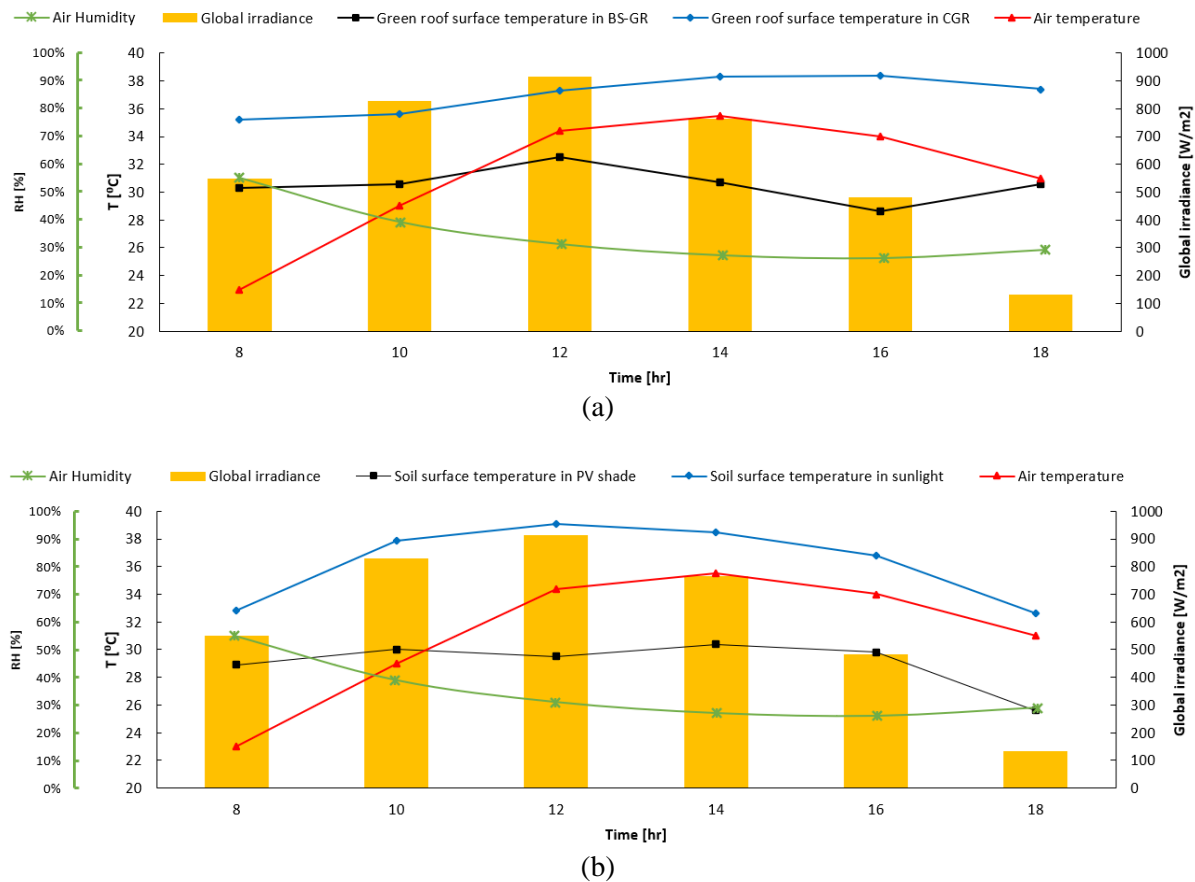 (a)
Air Humidity Global irradiance Green roof surface temperature in BS-GR Green roof surface temperature in CGR Air temperature
100% 40 1000
90% 38 900
80% 36 800
70% 34 700
60% 32 600
50% 30 500
40% 28 400
30% 26 300
20% 24 200
10% 22 100
0% 20 0
RH [%]
T [⁰C]
Global irradiance [W/m2]
8 10 12 14 16 18
Time [hr]
(a)
Air Humidity Global irradiance Soil surface temperature in PV shade Soil surface temperature in sunlight Air temperature
100% 40 1000
90% 38 900
80% 36 800
70% 34 700
60% 32 600
50% 30 500
40% 28 400
30% 26 300
20% 24 200
10% 22 100
0% 20 0
RH [%]
T [⁰C]
Global irradiance [W/m2]
8 10 12 14 16 18
Time [hr]
(b)